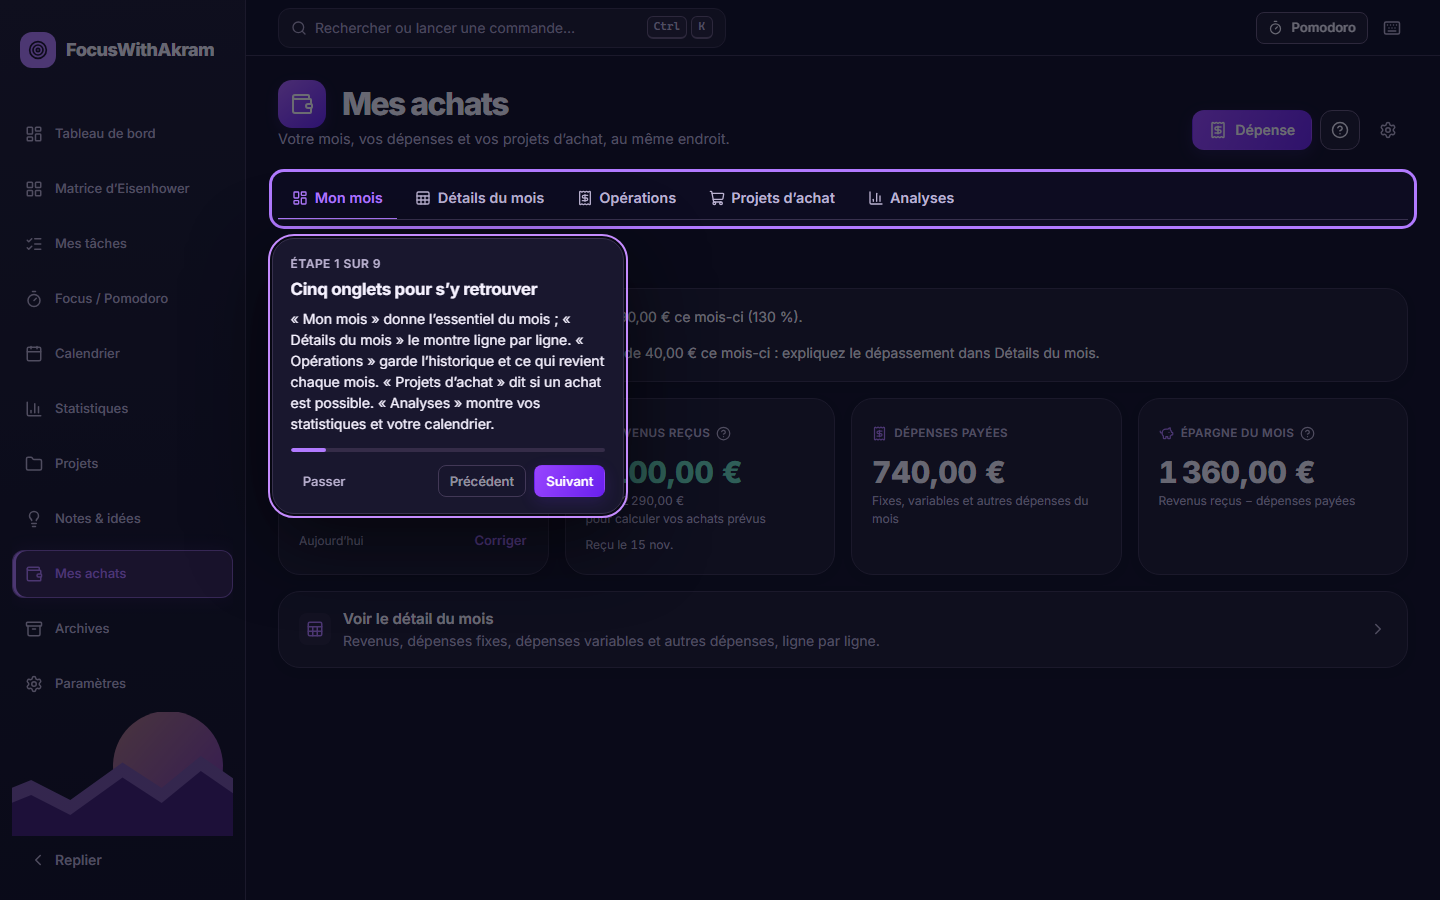 FocusWithAkram
Rechercher ou lancer une commande...
Ctrl K
Pomodoro
Tableau de bord
Matrice d’Eisenhower
Mes tâches
Focus / Pomodoro
Calendrier
Statistiques
Projets
Notes & idées
Mes achats
Archives
Paramètres
Replier
Mes achats
Votre mois, vos dépenses et vos projets d’achat, au même endroit.
Dépense
Mon mois
Détails du mois
Opérations
Projets d’achat
Analyses
ÉTAPE 1 SUR 9
Cinq onglets pour s’y retrouver
« Mon mois » donne l’essentiel du mois ; «
Détails du mois » le montre ligne par ligne. «
Opérations » garde l’historique et ce qui revient
chaque mois. « Projets d’achat » dit si un achat
est possible. « Analyses » montre vos
statistiques et votre calendrier.
Passer
Précédent
Suivant
0,00 € ce mois-ci (130 %).
de 40,00 € ce mois-ci : expliquez le dépassement dans Détails du mois.
Aujourd’hui
Corriger
REÇUS
00,00 €
290,00 €
pour calculer vos achats prévus
Reçu le 15 nov.
DÉPENSES PAYÉES
740,00 €
Fixes, variables et autres dépenses du
mois
ÉPARGNE DU MOIS
1 360,00 €
Revenus reçus − dépenses payées
Voir le détail du mois
Revenus, dépenses fixes, dépenses variables et autres dépenses, ligne par ligne.